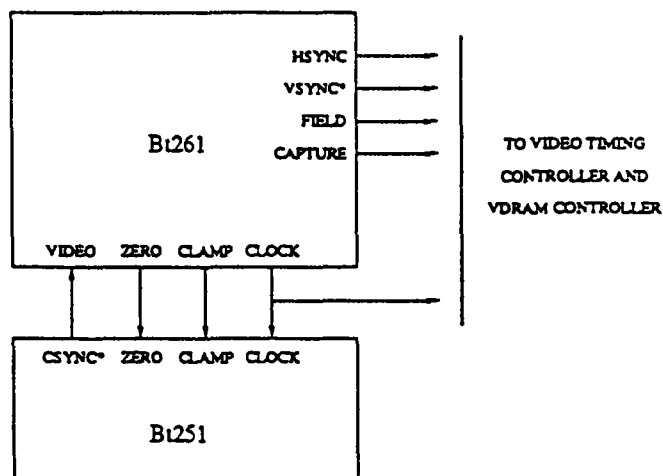 HSYNC
VSYNC*
FIELD
CAPTURE
Bt261
TO VIDEO TIMING
CONTROLLER AND
VDRAM CONTROLLER
VIDEO ZERO CLAMP CLOCK
CSYNC* ZERO CLAMP CLOCK
Bt251